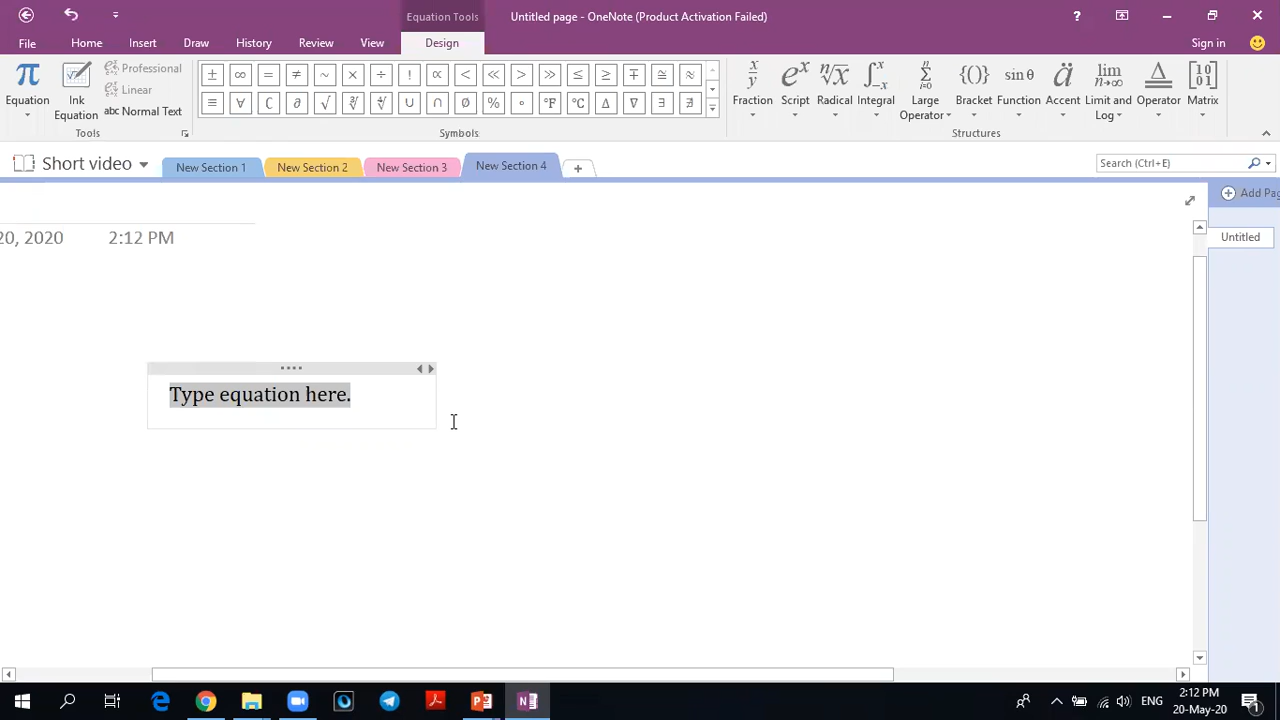 Equation Tools
Untitled page - OneNote (Product Activation Failed)
?
File
Home
Insert
Draw
History
Review
View
Design
Sign in
π
Equation
Ink
Equation
Professional
Linear
abc Normal Text
Tools
± ∞ = ≠ ~ × ÷ ! ∝ < ≪ > ≫ ≤ ≥ ∓ ≅ ≈
≡ ∀ ∁ ∂ √ ∛ ∜ ∪ ∩ ∅ % ∘ °F °C ∆ ∇ ∃ ∄
Symbols
Fraction
Script
Radical
Integral
Large
Operator
Bracket
Function
Accent
Limit and
Log
Operator
Matrix
Structures
Short video
New Section 1
New Section 2
New Section 3
New Section 4
+
Search (Ctrl+E)
Add Pag
20, 2020
2:12 PM
Untitled
Type equation here.
ENG
2:12 PM
20-May-20